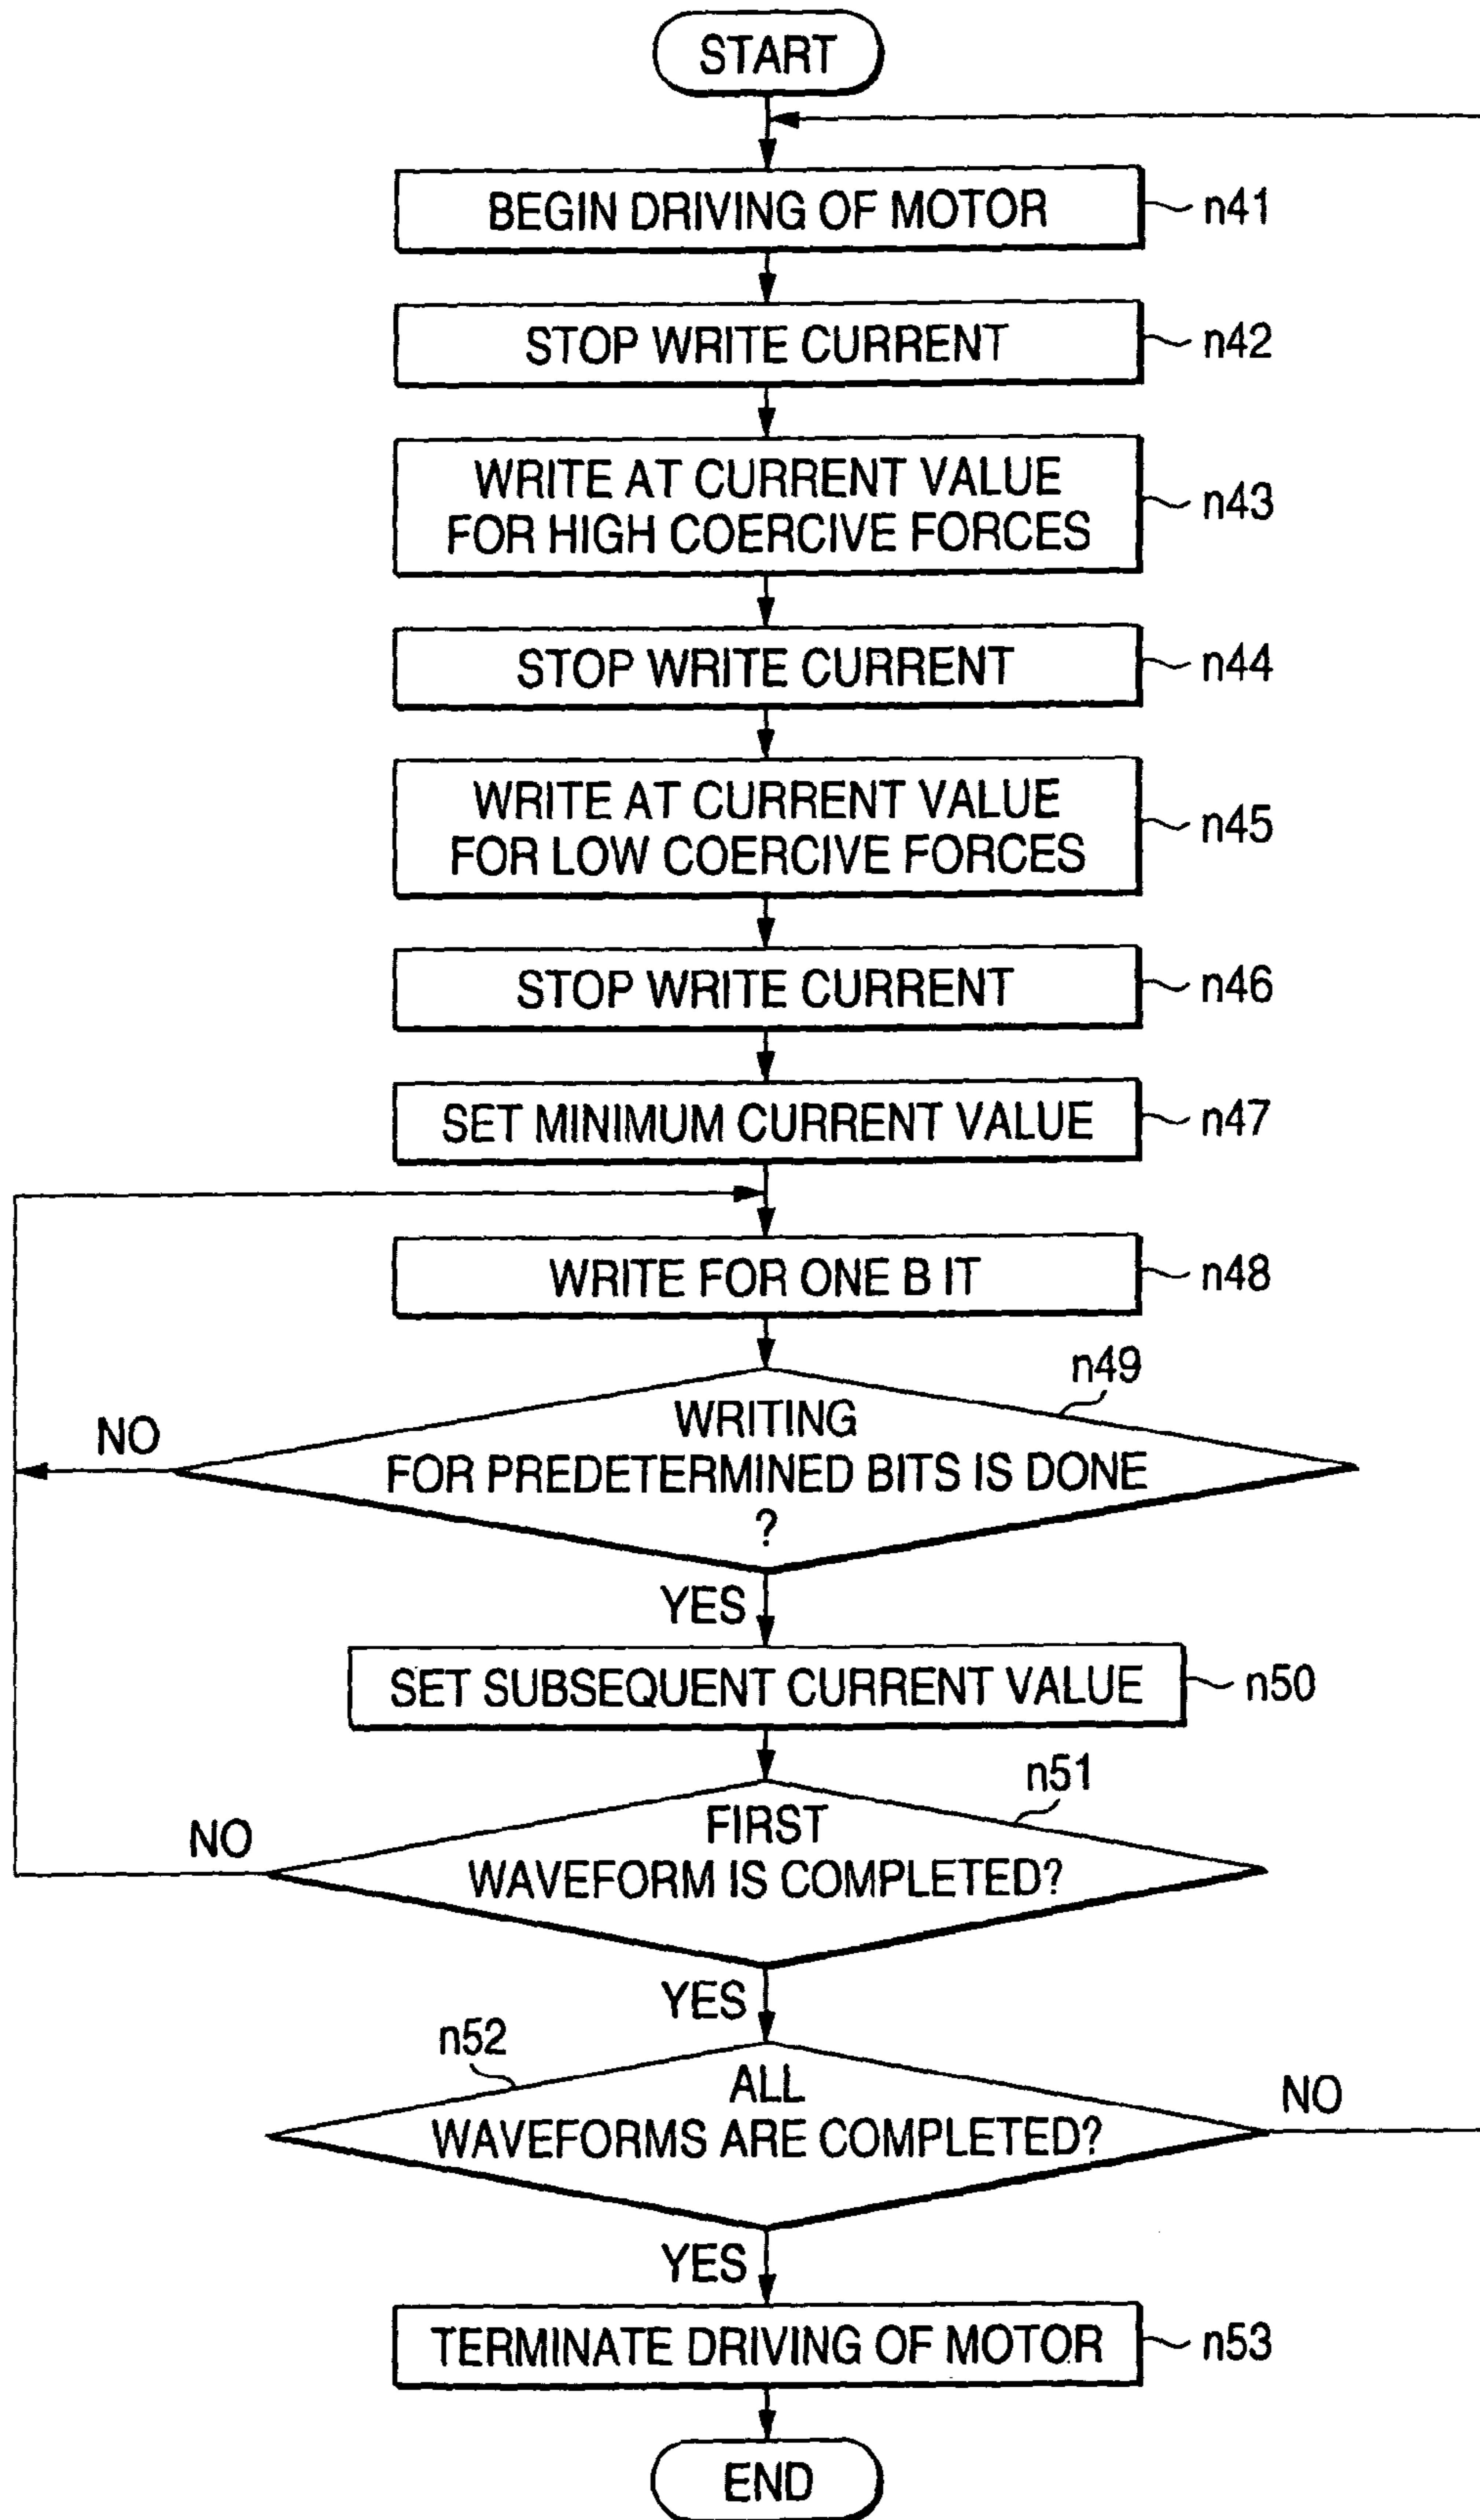 START
BEGIN DRIVING OF MOTOR
n41
STOP WRITE CURRENT
n42
WRITE AT CURRENT VALUE
FOR HIGH COERCIVE FORCES
n43
STOP WRITE CURRENT
n44
WRITE AT CURRENT VALUE
FOR LOW COERCIVE FORCES
n45
STOP WRITE CURRENT
n46
SET MINIMUM CURRENT VALUE
n47
WRITE FOR ONE B IT
n48
n49
NO
WRITING
FOR PREDETERMINED BITS IS DONE
?
YES
SET SUBSEQUENT CURRENT VALUE
n50
n51
NO
FIRST
WAVEFORM IS COMPLETED?
YES
n52
ALL
WAVEFORMS ARE COMPLETED?
NO
YES
TERMINATE DRIVING OF MOTOR
n53
END